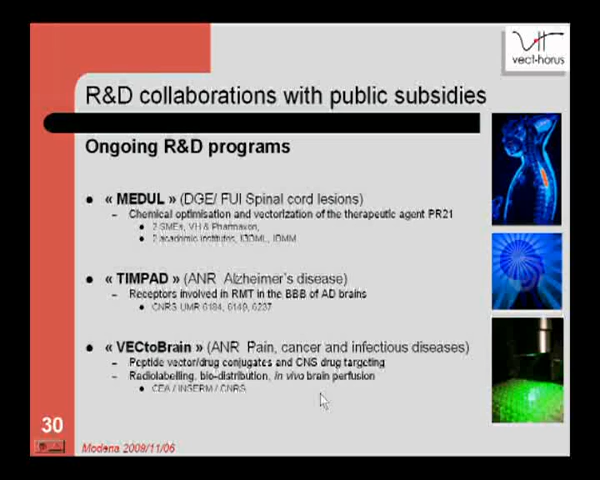 vect-horus
R&D collaborations with public subsidies
Ongoing R&D programs
« MEDUL » (DGE/ FUI Spinal cord lesions)
– Chemical optimisation and vectorization of the therapeutic agent PR21
2 SMEs, VH & Pharmaxon,
2 academic institutes,
« TIMPAD » (ANR Alzheimer's disease)
– Receptors involved in RMT in the BBB of AD brains
CNRS UMR 6184, 6149, 6237
« VECtoBrain » (ANR Pain, cancer and infectious diseases)
– Peptide vector/drug conjugates and CNS drug targeting
– Radiolabelling, bio-distribution, in vivo brain perfusion
CEA / INSERM / CNRS
30
Modena 2009/11/06